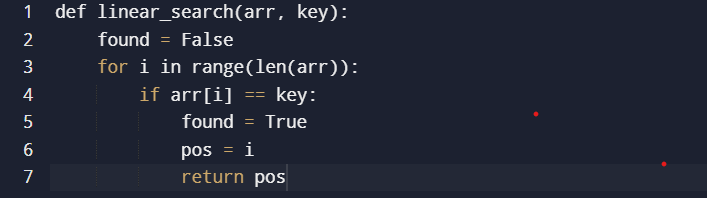 1 def linear_search(arr, key):
2     found = False
3     for i in range(len(arr)):
4         if arr[i] == key:
5             found = True
6             pos = i
7             return pos